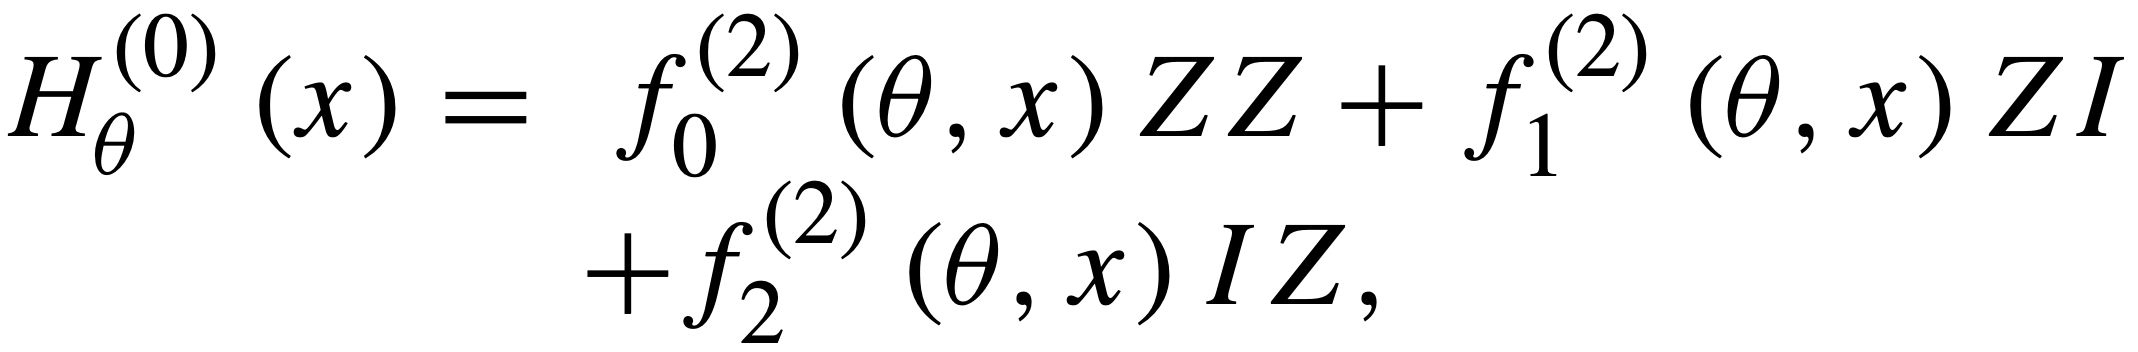 H_θ^{(0)} (x) = f_0^{(2)} (θ, x) ZZ + f_1^{(2)} (θ, x) ZI
+ f_2^{(2)} (θ, x) IZ,